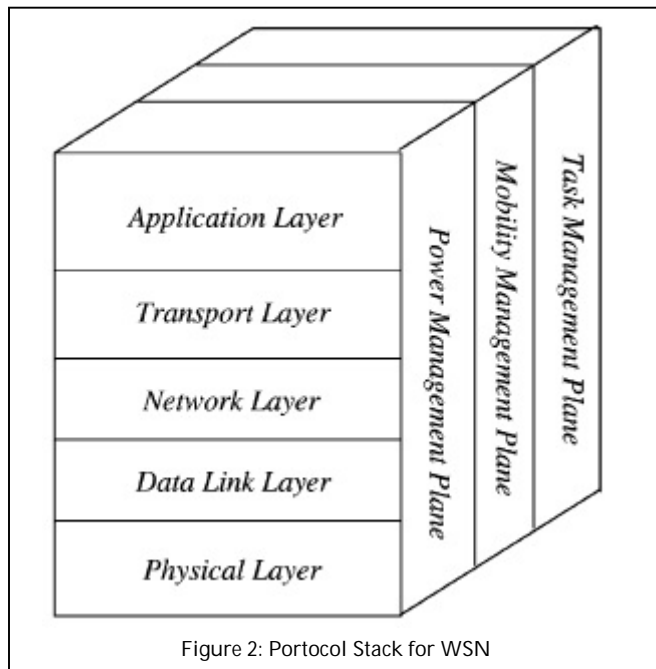 Application Layer
Transport Layer
Network Layer
Data Link Layer
Physical Layer
Power Management Plane
Mobility Management Plane
Task Management Plane
Figure 2: Portocol Stack for WSN